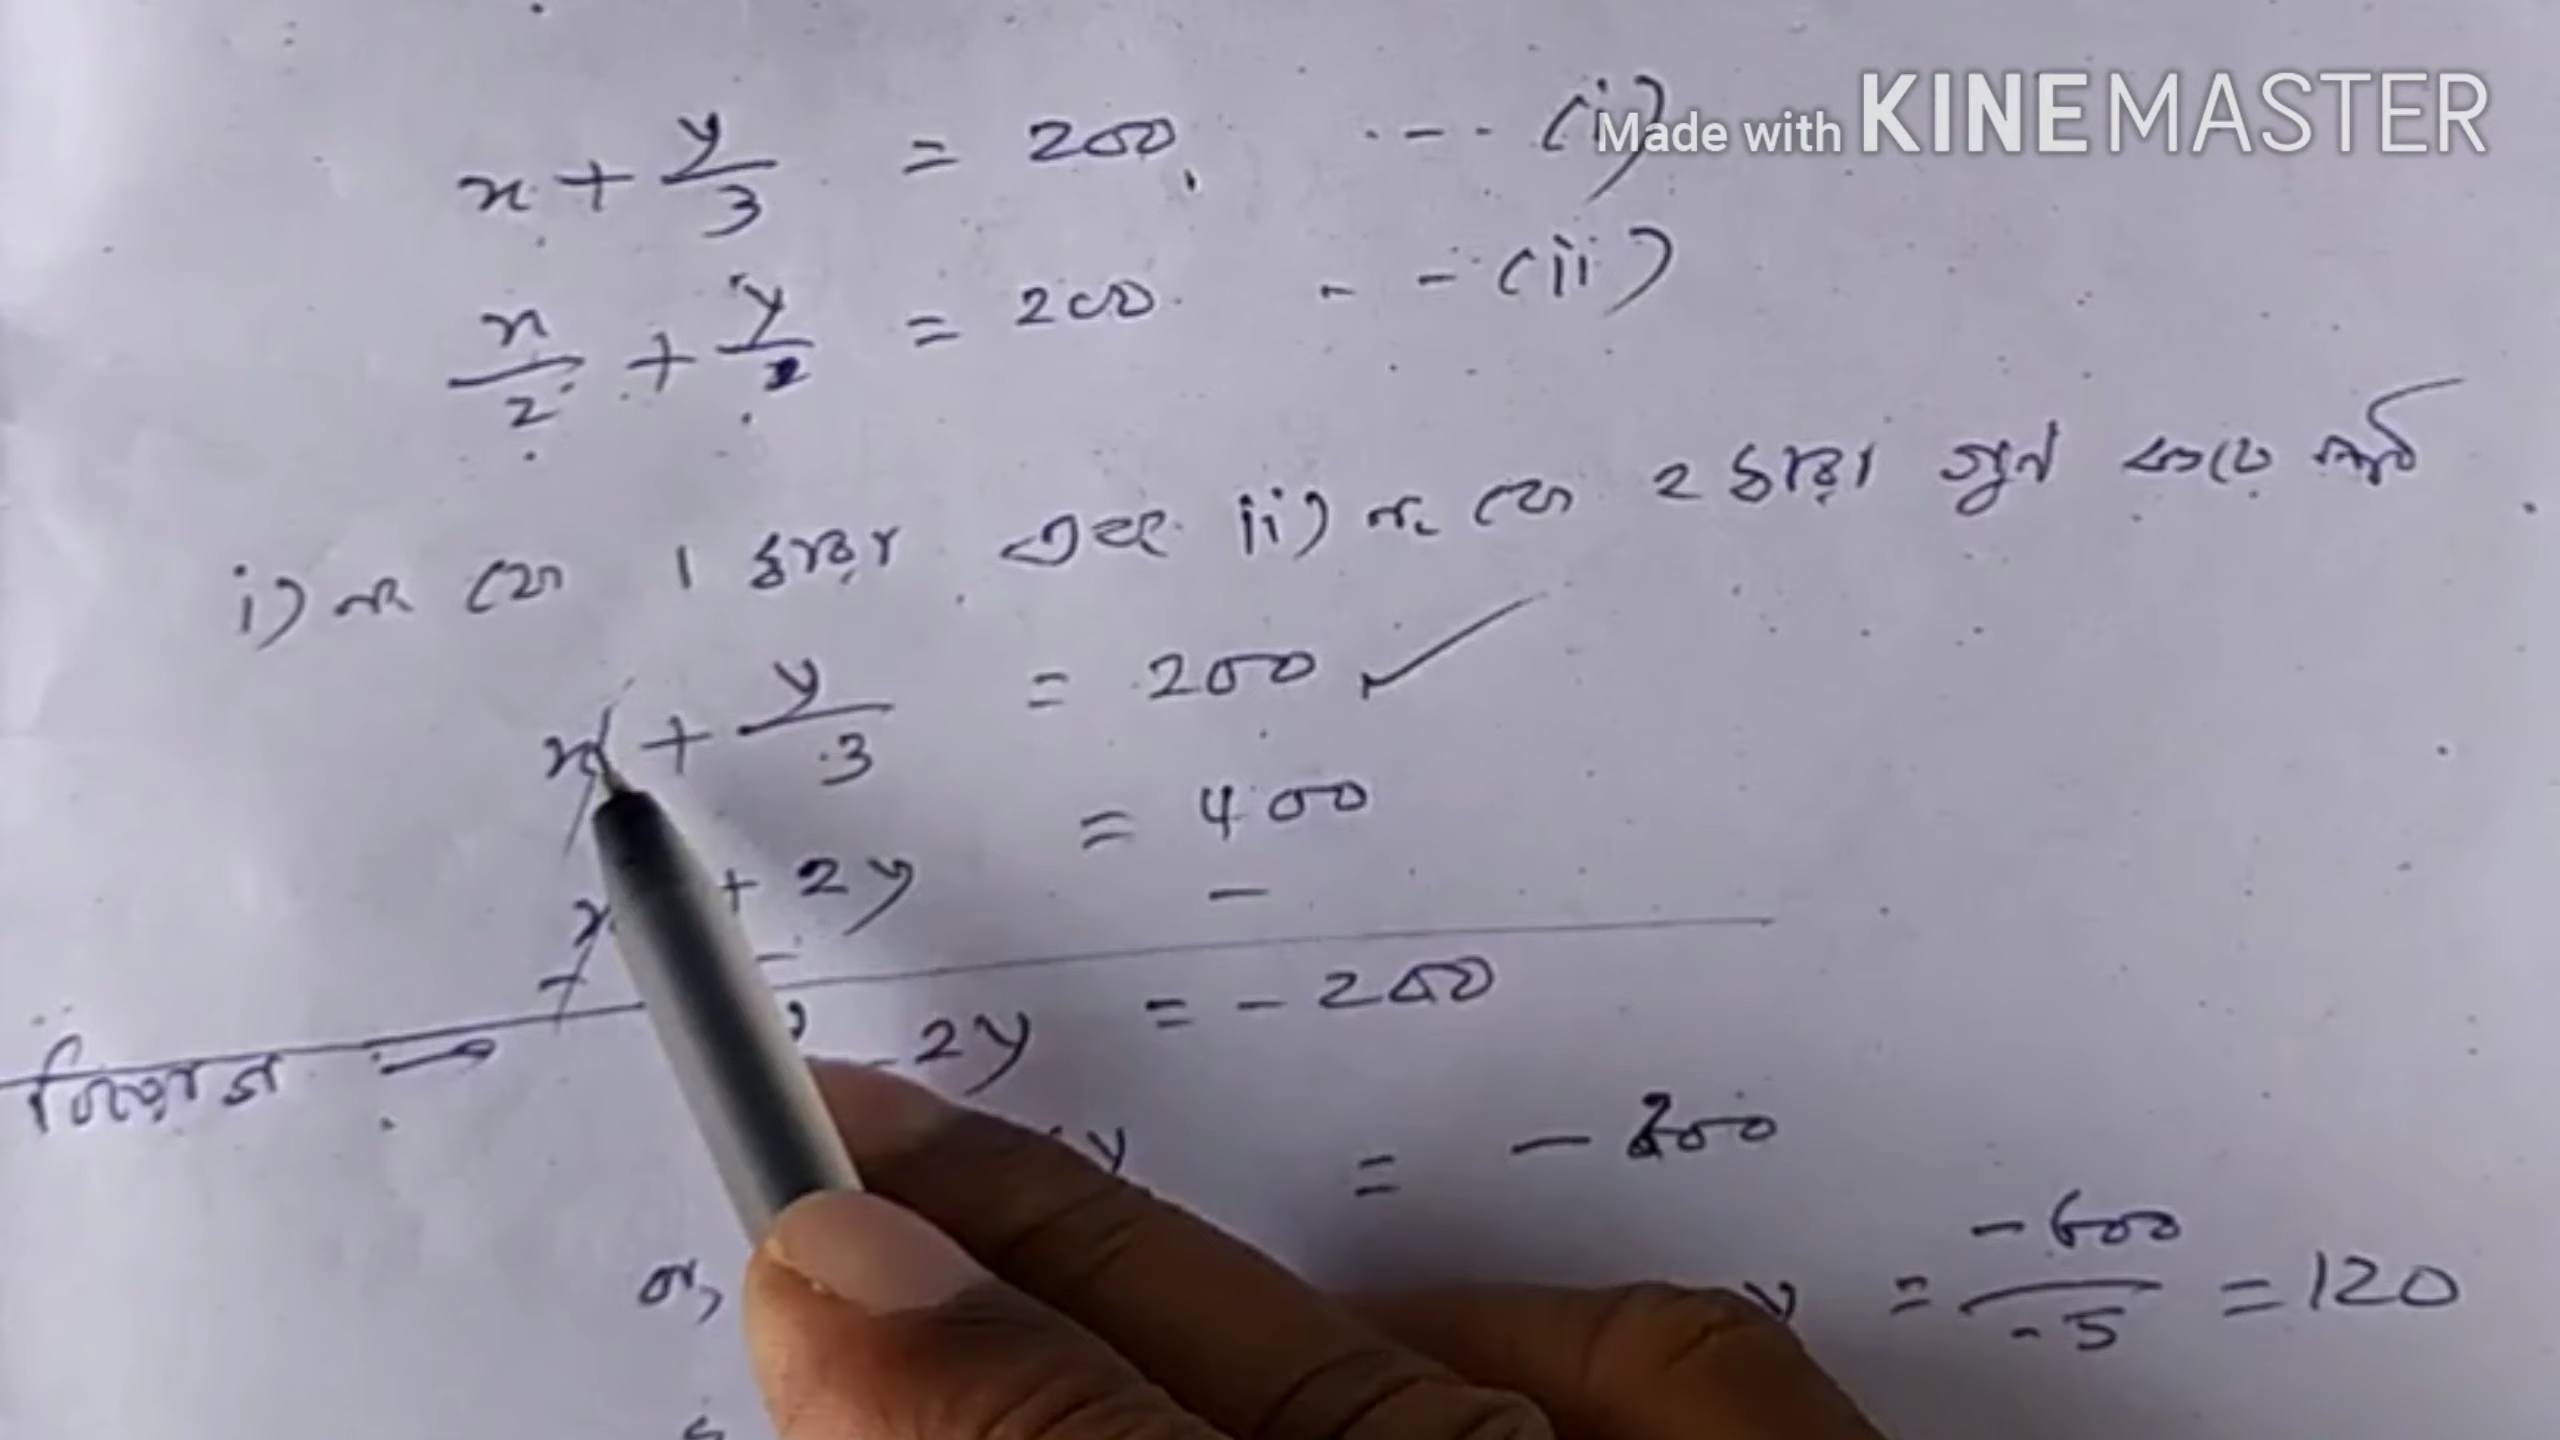 x + y/3 = 200 --- (i)
Made with KINEMASTER
x/2 + y/2 = 200 -- (ii)
i) নং কে 1 দ্বারা এবং ii) নং কে 2 দ্বারা গুন করে পাই
x + y/3 = 200 ✓
x + 2y = 400
-
বিয়োগ → - 2y = - 200
y = - 200
or, y = -600/-5 = 120